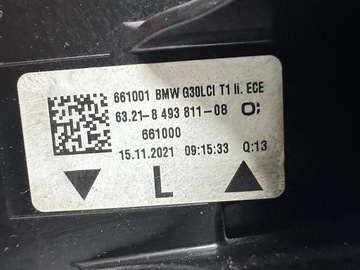 661001 BMW G30LCI T1 li. ECE
63.21-8 493 811-08
661000
15.11.2021 09:15:33 Q:13
L